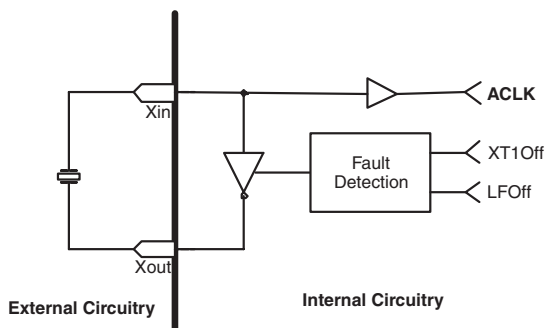 Xin
ACLK
Fault
Detection
XT1Off
LFOff
Xout
External Circuitry
Internal Circuitry